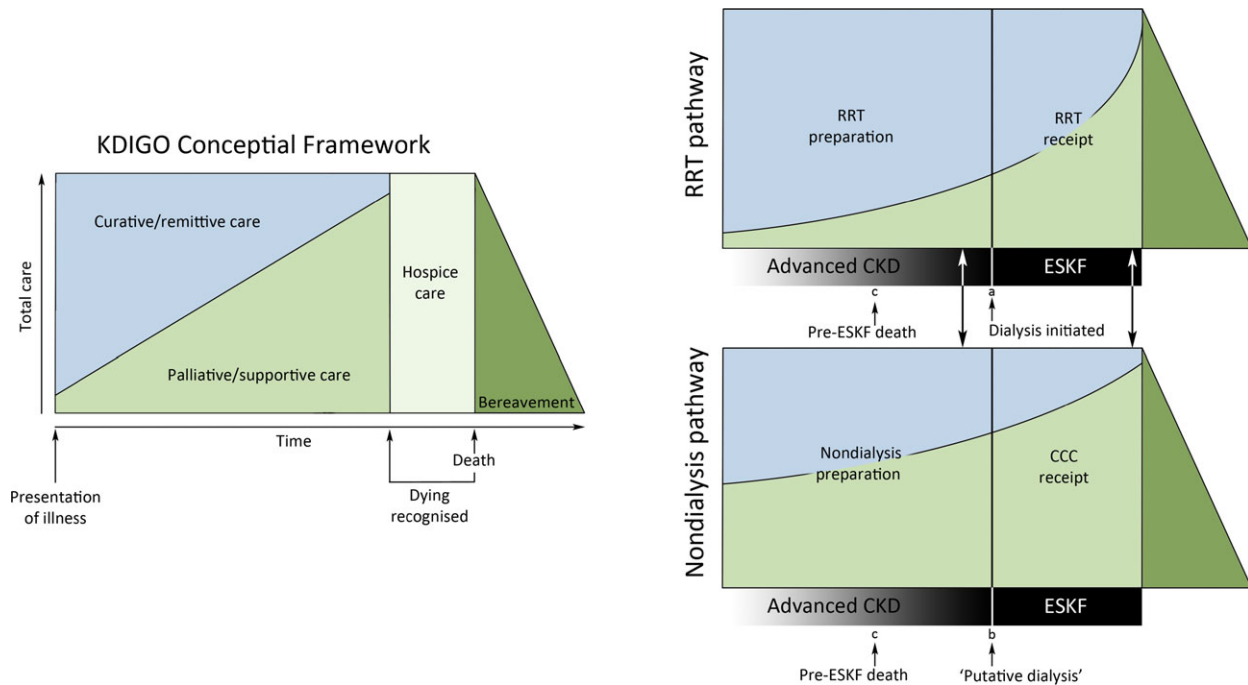 KDIGO Conceptial Framework
Total care
Curative/remittive care
Palliative/supportive care
Hospice
care
Bereavement
Time
Death
Presentation
of illness
Dying
recognised
RRT pathway
RRT
preparation
RRT
receipt
Advanced CKD
ESKF
c
a
Pre-ESKF death
Dialysis initiated
Nondialysis pathway
Nondialysis
preparation
CCC
receipt
Advanced CKD
ESKF
c
b
Pre-ESKF death
‘Putative dialysis’